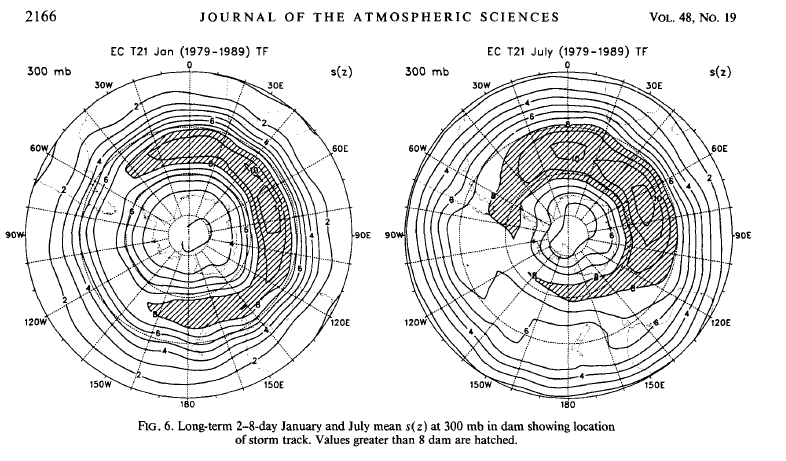 2166 JOURNAL OF THE ATMOSPHERIC SCIENCES VOL. 48, NO. 19
EC T21 Jan (1979-1989) TF
300 mb s(z)
0
30W 30E
60W 60E
90W 90E
120W 120E
150W 150E
180
EC T21 July (1979-1989) TF
300 mb s(z)
0
30W 30E
60W 60E
90W 90E
120W 120E
150W 150E
180
FIG. 6. Long-term 2–8-day January and July mean s(z) at 300 mb in dam showing location
of storm track. Values greater than 8 dam are hatched.